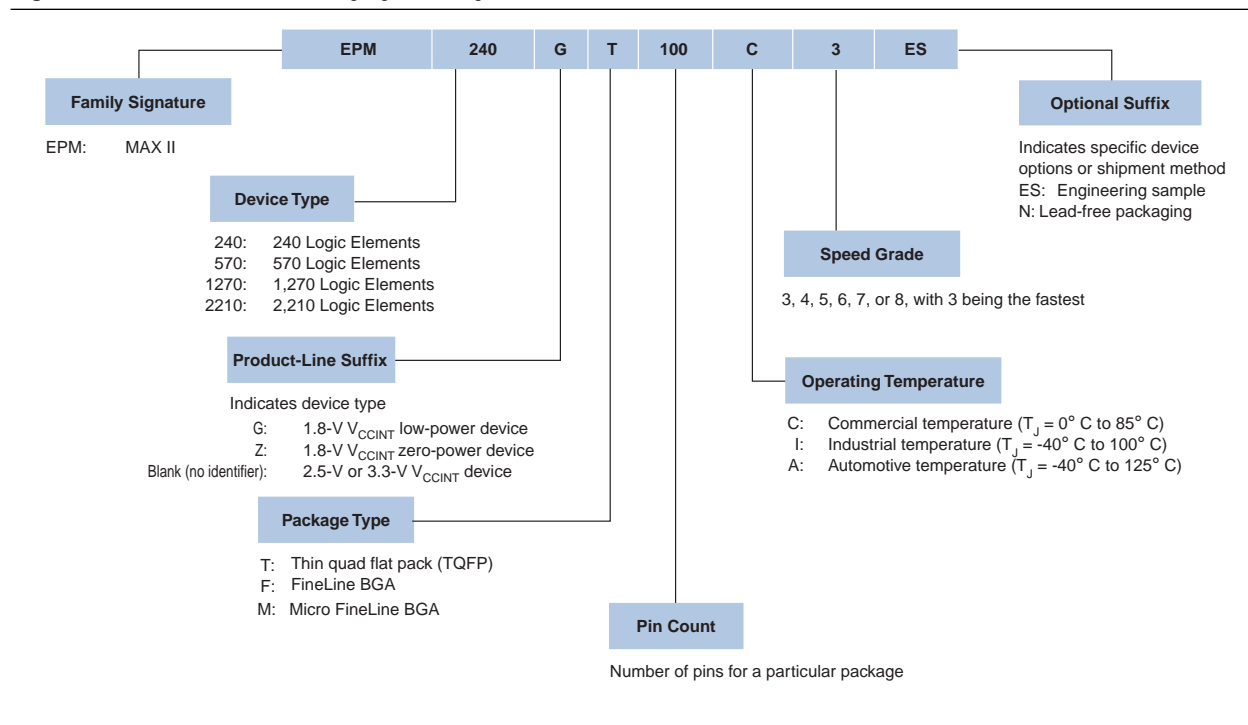 EPM 240 G T 100 C 3 ES
Family Signature
EPM: MAX II
Optional Suffix
Indicates specific device
options or shipment method
ES: Engineering sample
N: Lead-free packaging
Device Type
240: 240 Logic Elements
570: 570 Logic Elements
1270: 1,270 Logic Elements
2210: 2,210 Logic Elements
Speed Grade
3, 4, 5, 6, 7, or 8, with 3 being the fastest
Product-Line Suffix
Indicates device type
G: 1.8-V VCCINT low-power device
Z: 1.8-V VCCINT zero-power device
Blank (no identifier): 2.5-V or 3.3-V VCCINT device
Operating Temperature
C: Commercial temperature (TJ = 0° C to 85° C)
I: Industrial temperature (TJ = -40° C to 100° C)
A: Automotive temperature (TJ = -40° C to 125° C)
Package Type
T: Thin quad flat pack (TQFP)
F: FineLine BGA
M: Micro FineLine BGA
Pin Count
Number of pins for a particular package